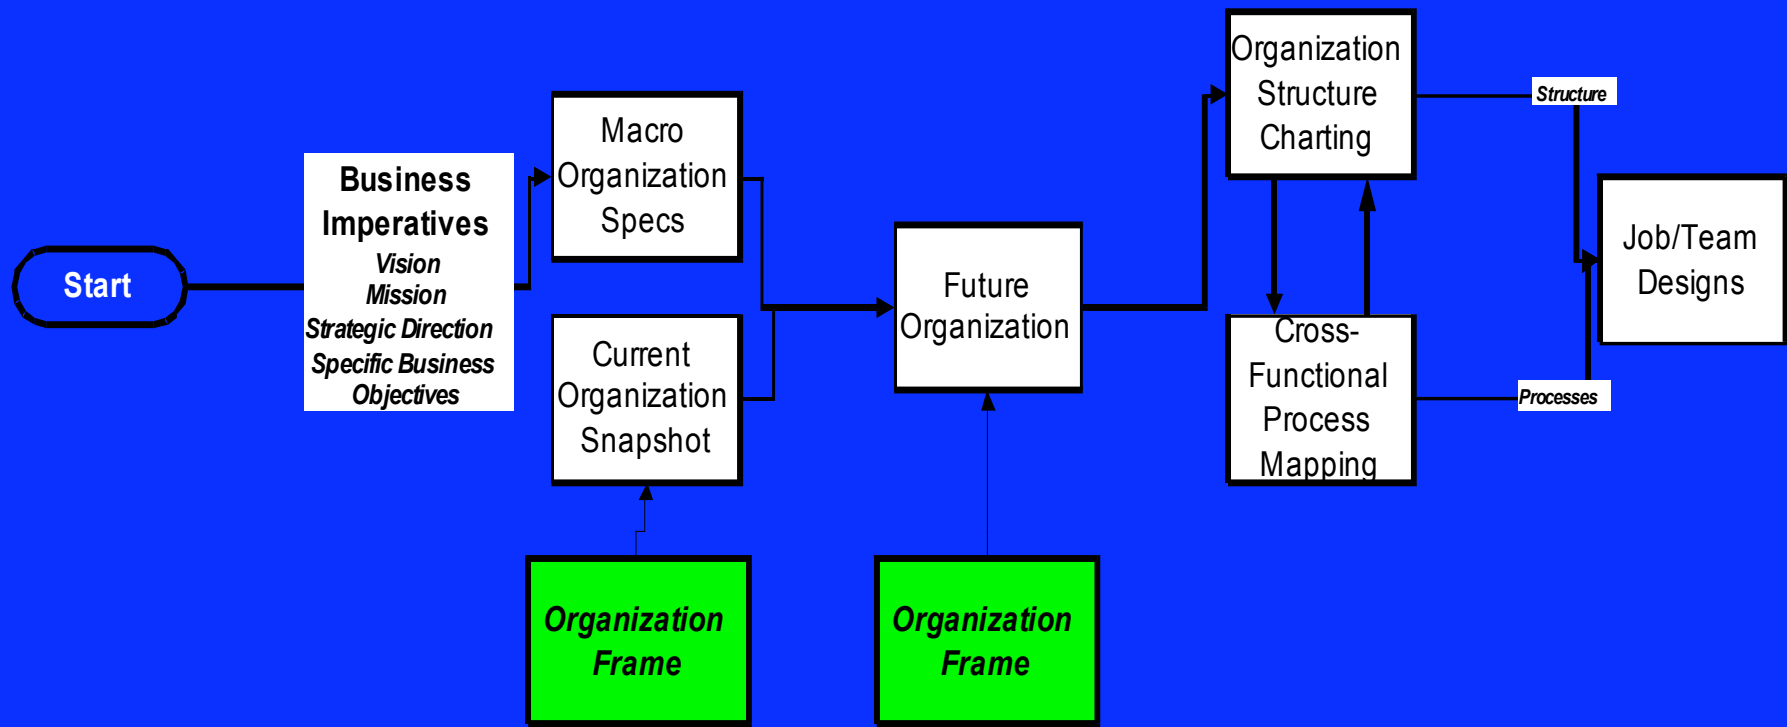 Start
Business
Imperatives
Vision
Mission
Strategic Direction
Specific Business
Objectives
Macro
Organization
Specs
Current
Organization
Snapshot
Organization
Frame
Future
Organization
Organization
Frame
Organization
Structure
Charting
Cross-
Functional
Process
Mapping
Structure
Processes
Job/Team
Designs